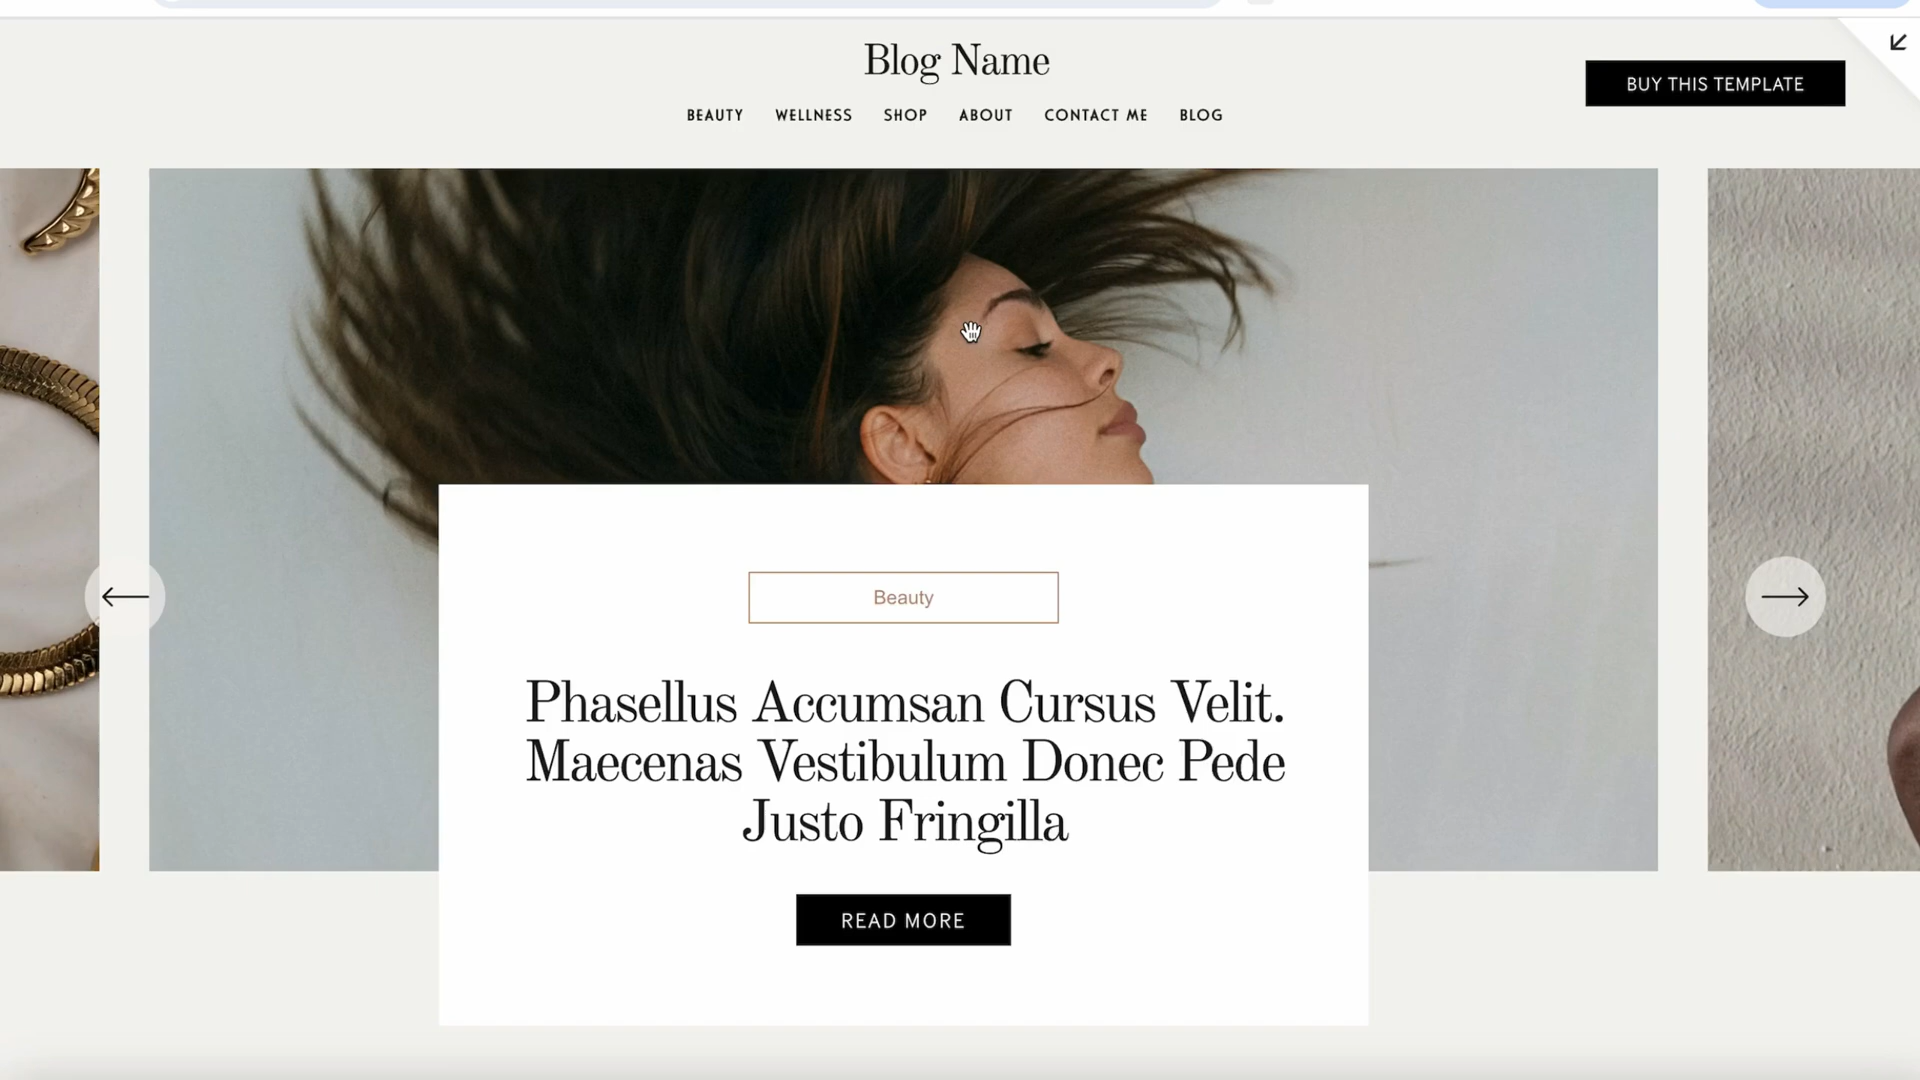 Blog Name
BUY THIS TEMPLATE
BEAUTY WELLNESS SHOP ABOUT CONTACT ME BLOG
Beauty
Phasellus Accumsan Cursus Velit.
Maecenas Vestibulum Donec Pede
Justo Fringilla
READ MORE